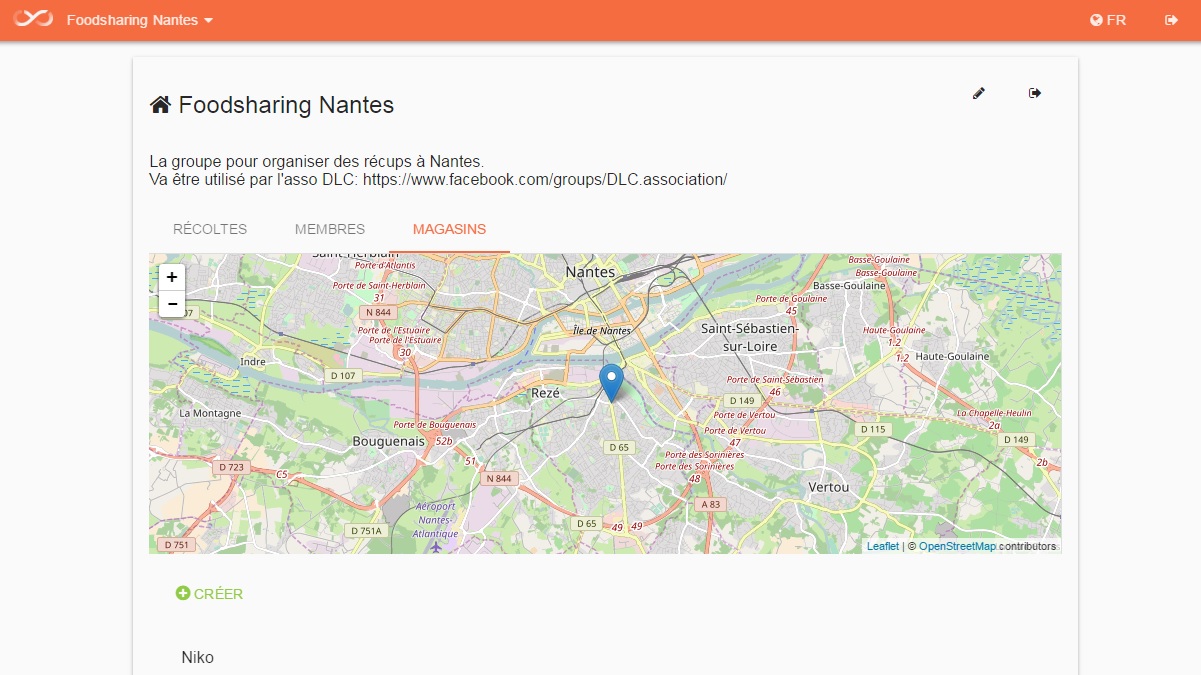 Foodsharing Nantes
FR
Foodsharing Nantes
La groupe pour organiser des récups à Nantes.
Va être utilisé par l'asso DLC: https://www.facebook.com/groups/DLC.association/
RÉCOLTES MEMBRES MAGASINS
+
−
Saint-Herblain
Porte d'Atlantis
Porte de Saint-Herblain
31
N 844
Porte de l'Estuaire
Porte de l'Estuaire
30
Nantes
Île de Nantes
Basse-Goulaine
Basse-Goulaine
Basse-Goulaine
Porte de Goulaine
45
Saint-Sébastien-
sur-Loire
Haute-Goulaine
1.2
1.2
Haute-Goulaine
Indre
D 107
La Montagne
Rezé
Porte de Saint-Sébastien
46
D 149
Porte de Vertou
Porte de Vertou
47
La Chapelle-Heulin
2a
D 115
D 149
2b
Porte de Bouguenais
52b
Bouguenais
D 65
51
Porte des Sorinières
Porte des Sorinières
48
D 723
C5
N 844
Vertou
A 83
Aéroport
Nantes-
Atlantique
D 65
49
49
D 751A
D 751
Leaflet | © OpenStreetMap contributors
CRÉER
Niko